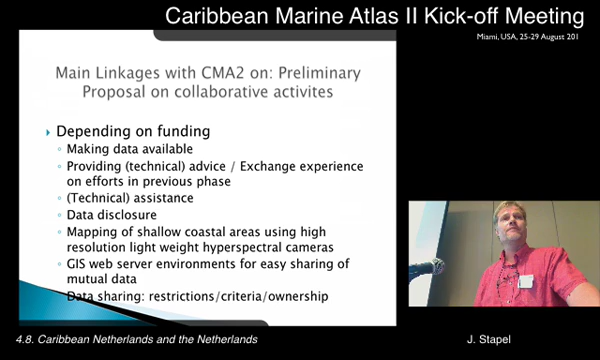 Caribbean Marine Atlas II Kick-off Meeting
Miami, USA, 25-29 August 201
Main Linkages with CMA2 on: Preliminary
Proposal on collaborative activites
Depending on funding
Making data available
Providing (technical) advice / Exchange experience
on efforts in previous phase
(Technical) assistance
Data disclosure
Mapping of shallow coastal areas using high
resolution light weight hyperspectral cameras
GIS web server environments for easy sharing of
mutual data
Data sharing: restrictions/criteria/ownership
4.8. Caribbean Netherlands and the Netherlands
J. Stapel